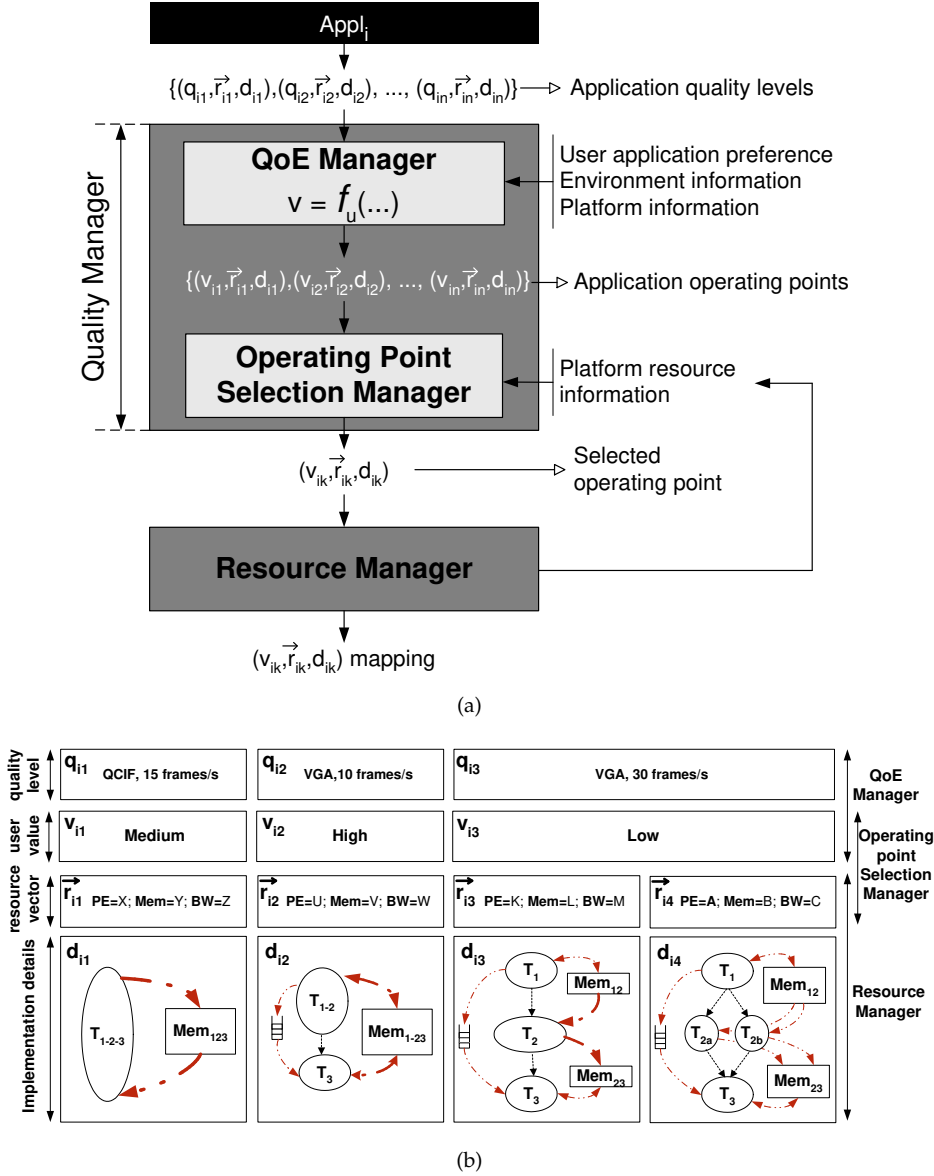 Appl_i
{(q_i1,r_i1,d_i1),(q_i2,r_i2,d_i2), ..., (q_in,r_in,d_in)}
Application quality levels
Quality Manager
QoE Manager
v = f_u(...)
User application preference
Environment information
Platform information
{(v_i1,r_i1,d_i1),(v_i2,r_i2,d_i2), ..., (v_in,r_in,d_in)}
Application operating points
Operating Point
Selection Manager
Platform resource
information
(v_ik,r_ik,d_ik)
Selected
operating point
Resource Manager
(v_ik,r_ik,d_ik) mapping
(a)
quality
level
q_i1 QCIF, 15 frames/s
q_i2 VGA,10 frames/s
q_i3 VGA, 30 frames/s
QoE
Manager
user
value
v_i1 Medium
v_i2 High
v_i3 Low
Operating
point
Selection
Manager
resource
vector
r_i1 PE=X; Mem=Y; BW=Z
r_i2 PE=U; Mem=V; BW=W
r_i3 PE=K; Mem=L; BW=M
r_i4 PE=A; Mem=B; BW=C
Implementation details
d_i1
T_1-2-3
Mem_123
d_i2
T_1-2
Mem_1-23
T_3
d_i3
T_1
Mem_12
T_2
Mem_23
T_3
d_i4
T_1
Mem_12
T_2a
T_2b
Mem_23
T_3
Resource
Manager
(b)